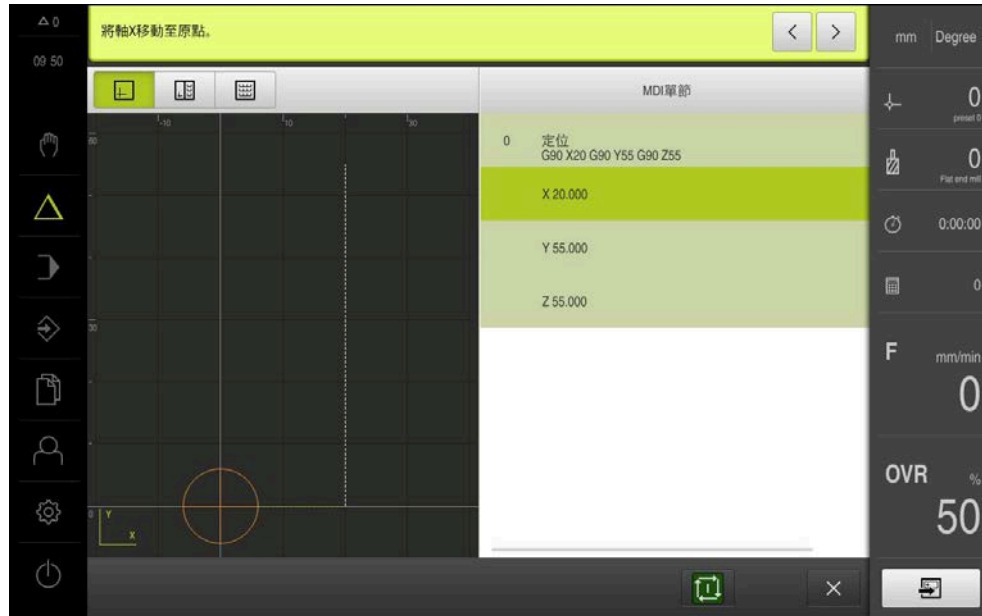 0
09 50
將軸X移動至原點。
-10
10
30
60
30
0
Y
X
MDI單節
0 定位
G90 X20 G90 Y55 G90 Z55
X 20.000
Y 55.000
Z 55.000
mm Degree
0
preset 0
0
Flat end mill
0:00:00
0
F mm/min
0
OVR %
50